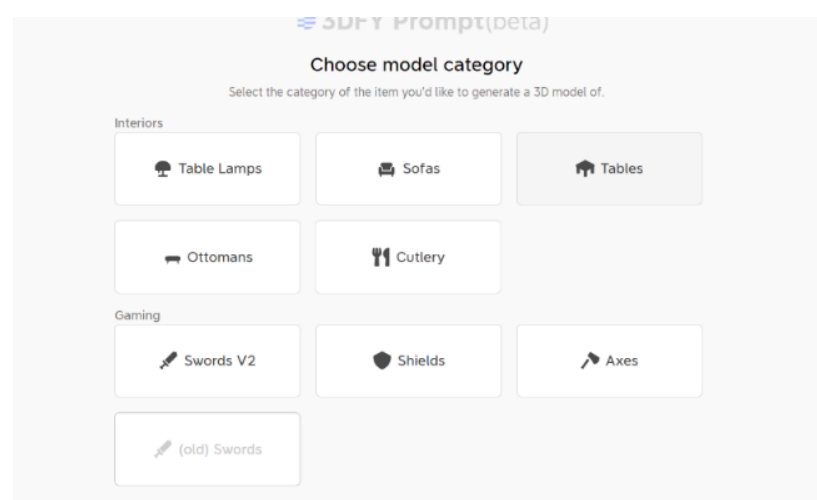 3DFY Prompt(beta)
Choose model category
Select the category of the item you'd like to generate a 3D model of.
Interiors
Table Lamps
Sofas
Tables
Ottomans
Cutlery
Gaming
Swords V2
Shields
Axes
(old) Swords